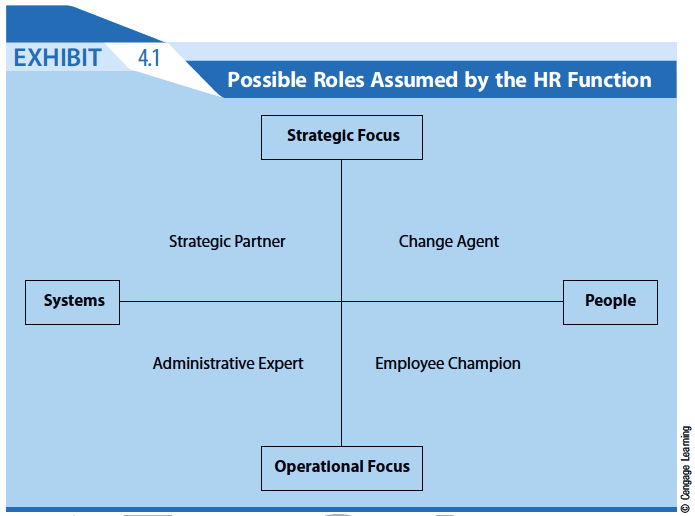 EXHIBIT 4.1
Possible Roles Assumed by the HR Function
Strategic Focus
Strategic Partner
Change Agent
Systems
People
Administrative Expert
Employee Champion
Operational Focus
© Cengage Learning